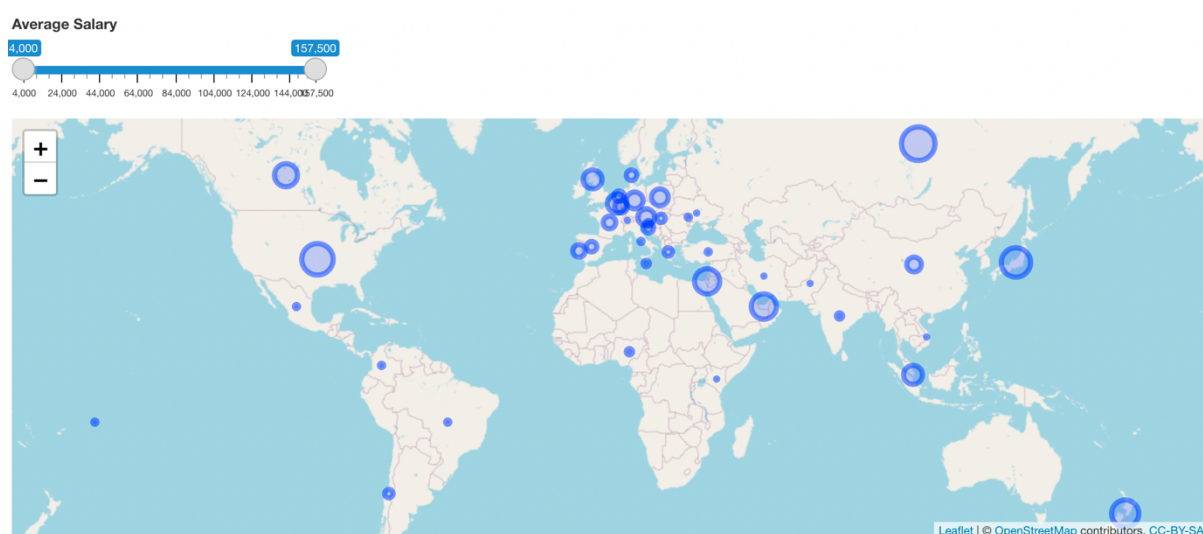 Average Salary
4,000 157,500
4,000 24,000 44,000 64,000 84,000 104,000 124,000 144,000 157,500
+
−
Leaflet | © OpenStreetMap contributors, CC-BY-SA